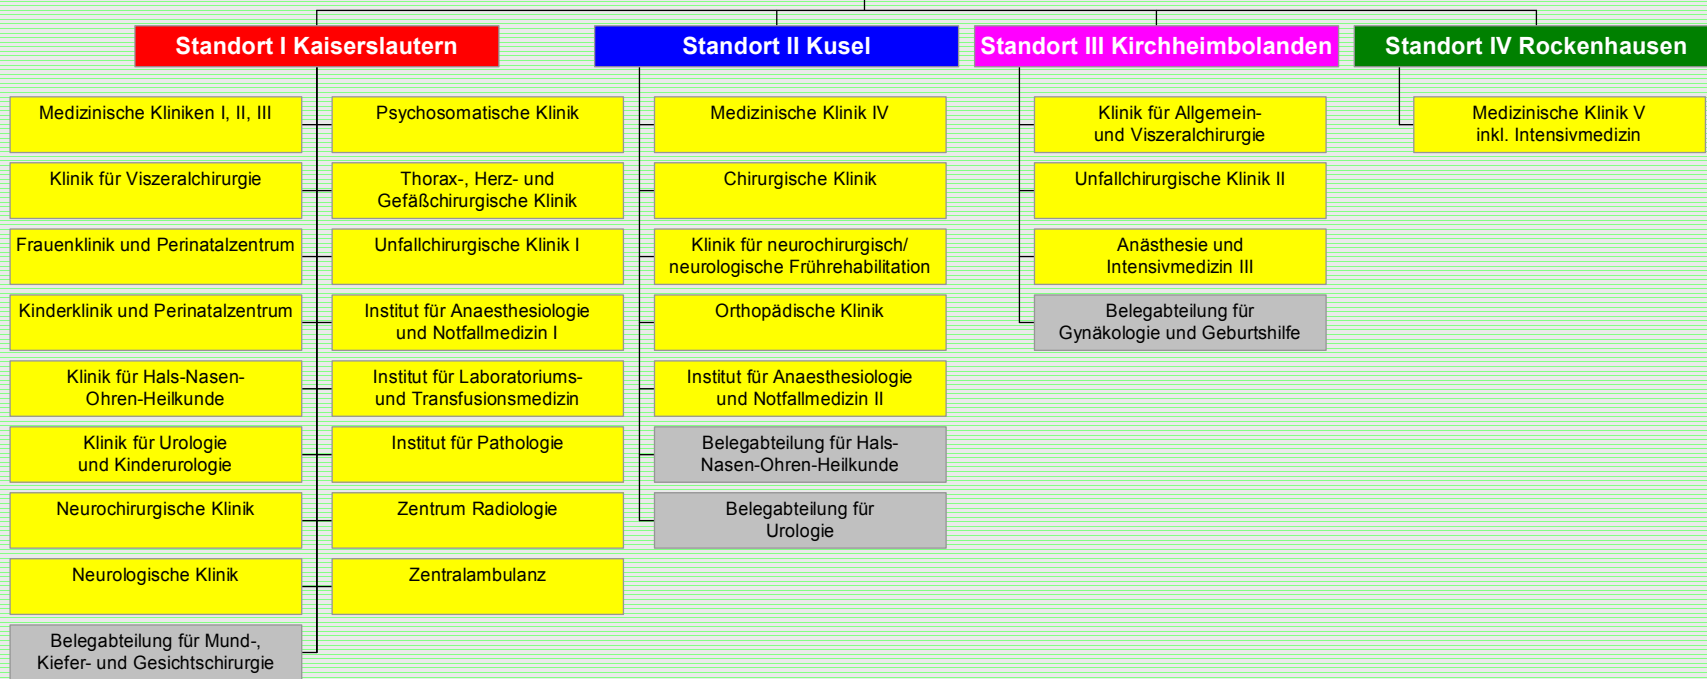 Standort I Kaiserslautern
Medizinische Kliniken I, II, III
Klinik für Viszeralchirurgie
Frauenklinik und Perinatalzentrum
Kinderklinik und Perinatalzentrum
Klinik für Hals-Nasen-
Ohren-Heilkunde
Klinik für Urologie
und Kinderurologie
Neurochirurgische Klinik
Neurologische Klinik
Belegabteilung für Mund-,
Kiefer- und Gesichtschirurgie
Psychosomatische Klinik
Thorax-, Herz- und
Gefäßchirurgische Klinik
Unfallchirurgische Klinik I
Institut für Anaesthesiologie
und Notfallmedizin I
Institut für Laboratoriums-
und Transfusionsmedizin
Institut für Pathologie
Zentrum Radiologie
Zentralambulanz
Standort II Kusel
Medizinische Klinik IV
Chirurgische Klinik
Klinik für neurochirurgisch/
neurologische Frührehabilitation
Orthopädische Klinik
Institut für Anaesthesiologie
und Notfallmedizin II
Belegabteilung für Hals-
Nasen-Ohren-Heilkunde
Belegabteilung für
Urologie
Standort III Kirchheimbolanden
Klinik für Allgemein-
und Viszeralchirurgie
Unfallchirurgische Klinik II
Anästhesie und
Intensivmedizin III
Belegabteilung für
Gynäkologie und Geburtshilfe
Standort IV Rockenhausen
Medizinische Klinik V
inkl. Intensivmedizin